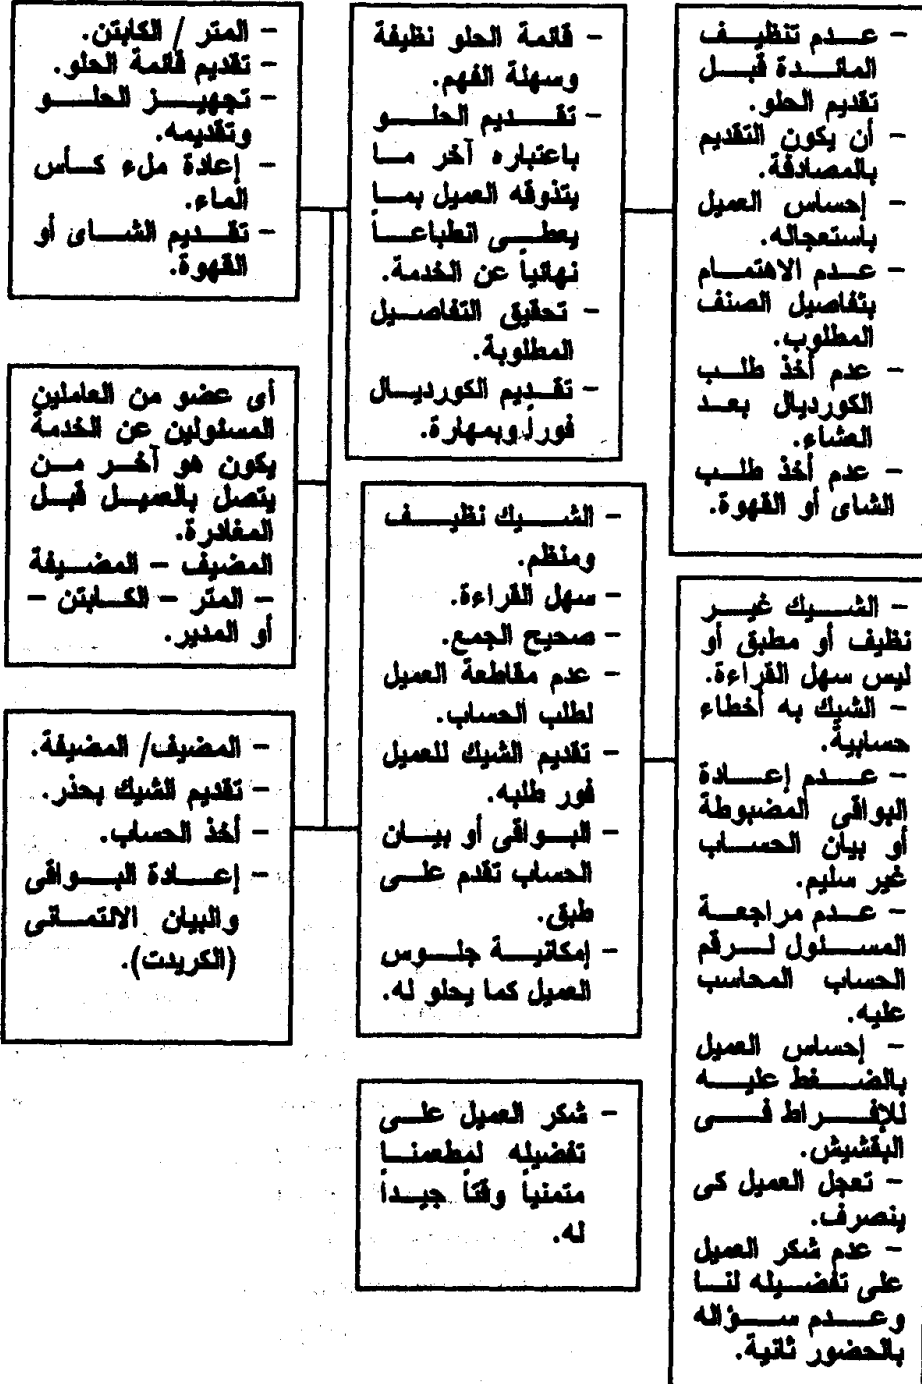 - عدم تنظيف
المائدة قبل
تقديم الحلو.
- أن يكون التقديم
بالمصادفة.
- إحساس العميل
باستعجاله.
- عدم الاهتمام
بتفاصيل الصنف
المطلوب.
- عدم أخذ طلب
الكورديال بعد
العشاء.
- عدم أخذ طلب
الشاى أو القهوة.
- قائمة الحلو نظيفة
وسهلة الفهم.
- تقديم الحلو
باعتباره آخر ما
يتذوقه العميل بما
يعطى انطباعاً
نهائياً عن الخدمة.
- تحقيق التفاصيل
المطلوبة.
- تقديم الكورديال
فوراً وبمهارة.
- المتر / الكابتن.
- تقديم قائمة الحلو.
- تجهيز الحلو
وتقديمه.
- إعادة ملء كأس
الماء.
- تقديم الشاى أو
القهوة.
أى عضو من العاملين
المسئولين عن الخدمة
يكون هو آخر من
يتصل بالعميل قبل
المغادرة.
المضيف - المضيفة
- المتر - الكابتن -
أو المدير.
- الشيك غير
نظيف أو مطبق أو
ليس سهل القراءة.
- الشيك به أخطاء
حسابية.
- عدم إعادة
البواقى المضبوطة
أو بيان الحساب
غير سليم.
- عدم مراجعة
المسئول لرقم
الحساب المحاسب
عليه.
- إحساس العميل
بالضغط عليه
للإفراط فى
البقشيش.
- تعجل العميل كى
ينصرف.
- عدم شكر العميل
على تفضيله لنا
وعدم سؤاله
بالحضور ثانية.
- الشيك نظيف
ومنظم.
- سهل القراءة.
- صحيح الجمع.
- عدم مقاطعة العميل
لطلب الحساب.
- تقديم الشيك للعميل
فور طلبه.
- البواقى أو بيان
الحساب تقدم على
طبق.
- إمكانية جلوس
العميل كما يحلو له.
- المضيف/ المضيفة.
- تقديم الشيك بحذر.
- أخذ الحساب.
- إعادة البواقى
والبيان الائتمانى
(الكريدت).
- شكر العميل على
تفضيله لمطعمنا
متمنياً وقتاً جيداً
له.